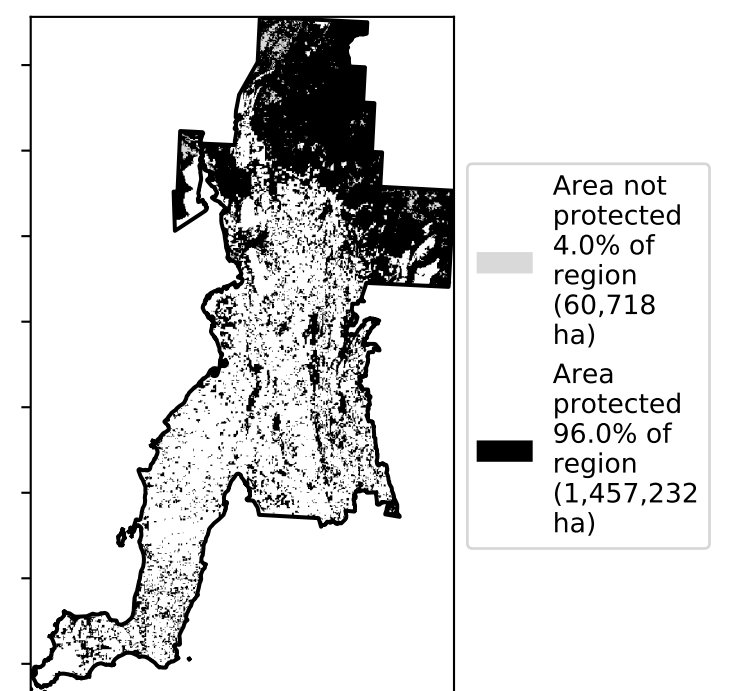 Area not
protected
4.0% of
region
(60,718
ha)
Area
protected
96.0% of
region
(1,457,232
ha)